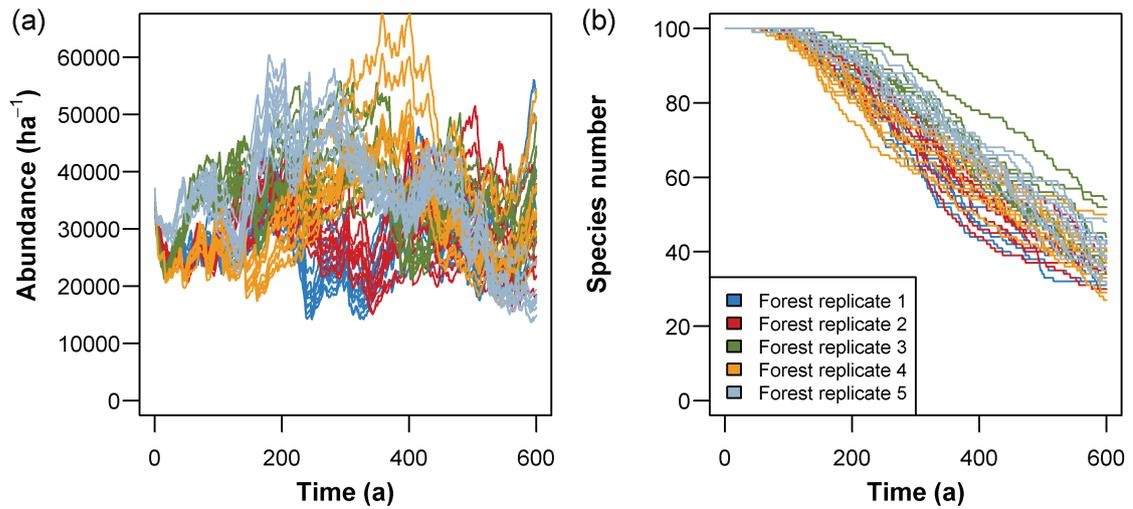 (a)
Abundance (ha⁻¹)
60000
50000
40000
30000
20000
10000
0
0 200 400 600
Time (a)
(b)
Species number
100
80
60
40
20
0
Forest replicate 1
Forest replicate 2
Forest replicate 3
Forest replicate 4
Forest replicate 5
0 200 400 600
Time (a)